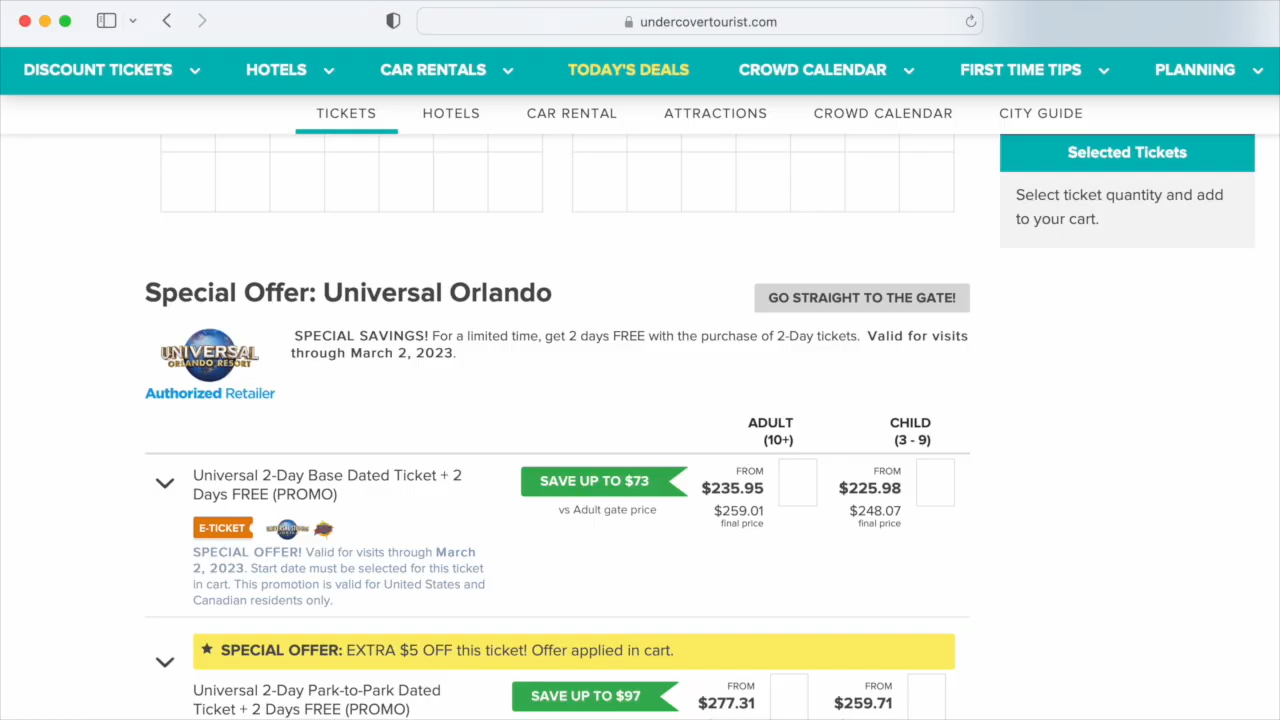 undercovertourist.com
DISCOUNT TICKETS HOTELS CAR RENTALS TODAY'S DEALS CROWD CALENDAR FIRST TIME TIPS PLANNING
TICKETS HOTELS CAR RENTAL ATTRACTIONS CROWD CALENDAR CITY GUIDE
Selected Tickets
Select ticket quantity and add
to your cart.
Special Offer: Universal Orlando
GO STRAIGHT TO THE GATE!
UNIVERSAL
ORLANDO RESORT
Authorized Retailer
SPECIAL SAVINGS! For a limited time, get 2 days FREE with the purchase of 2-Day tickets. Valid for visits
through March 2, 2023.
ADULT
(10+)
CHILD
(3 - 9)
Universal 2-Day Base Dated Ticket + 2
Days FREE (PROMO)
E-TICKET
SPECIAL OFFER! Valid for visits through March
2, 2023. Start date must be selected for this ticket
in cart. This promotion is valid for United States and
Canadian residents only.
SAVE UP TO $73
vs Adult gate price
FROM
$235.95
$259.01
final price
FROM
$225.98
$248.07
final price
SPECIAL OFFER: EXTRA $5 OFF this ticket! Offer applied in cart.
Universal 2-Day Park-to-Park Dated
Ticket + 2 Days FREE (PROMO)
SAVE UP TO $97
FROM
$277.31
FROM
$259.71